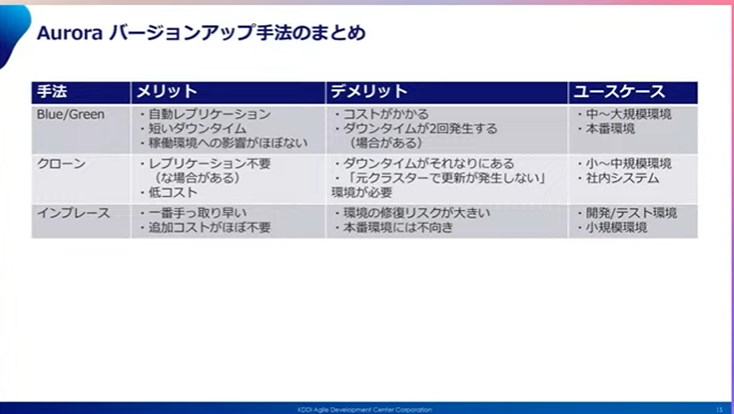 Aurora バージョンアップ手法のまとめ
手法 メリット デメリット ユースケース
Blue/Green ・自動レプリケーション ・コストがかかる ・中～大規模環境
・短いダウンタイム ・ダウンタイムが2回発生する ・本番環境
・稼働環境への影響がほぼない （場合がある）
クローン ・レプリケーション不要 ・ダウンタイムがそれなりにある ・小～中規模環境
（な場合がある） ・「元クラスターで更新が発生しない」 ・社内システム
・低コスト 環境が必要
インプレース ・一番手っ取り早い ・環境の修復リスクが大きい ・開発/テスト環境
・追加コストがほぼ不要 ・本番環境には不向き ・小規模環境
KDDI Agile Development Center Corporation
15